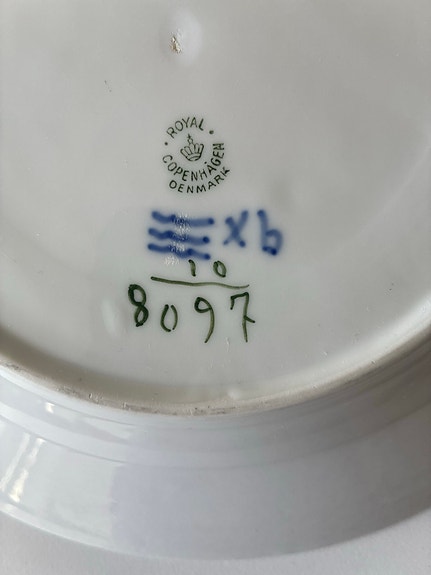 ROYAL
COPENHAGEN
DENMARK
Xb
10
8097